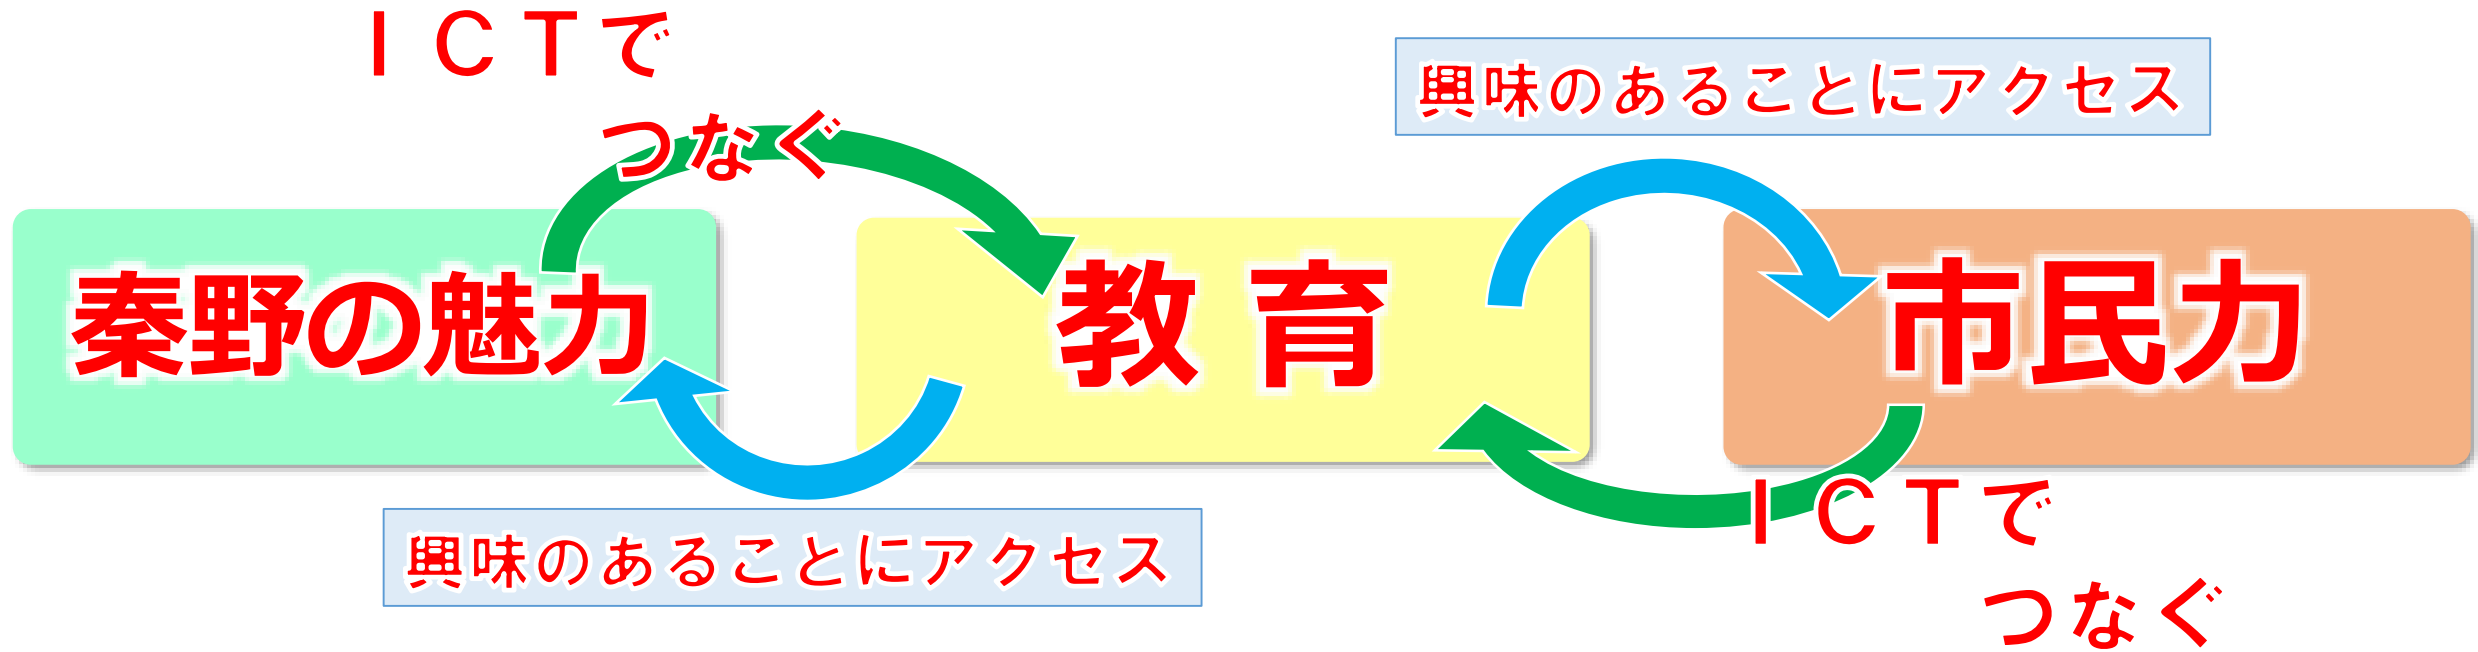 ＩＣＴで
つなぐ
興味のあることにアクセス
秦野の魅力
教育
市民力
興味のあることにアクセス
ＩＣＴで
つなぐ